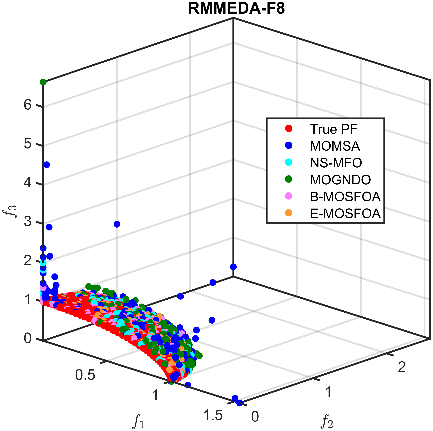 RMMEDA-F8
6
5
4
3
2
1
0
f3
True PF
MOMSA
NS-MFO
MOGNDO
B-MOSFOA
E-MOSFOA
0.5
1
1.5
f1
0
1
2
f2